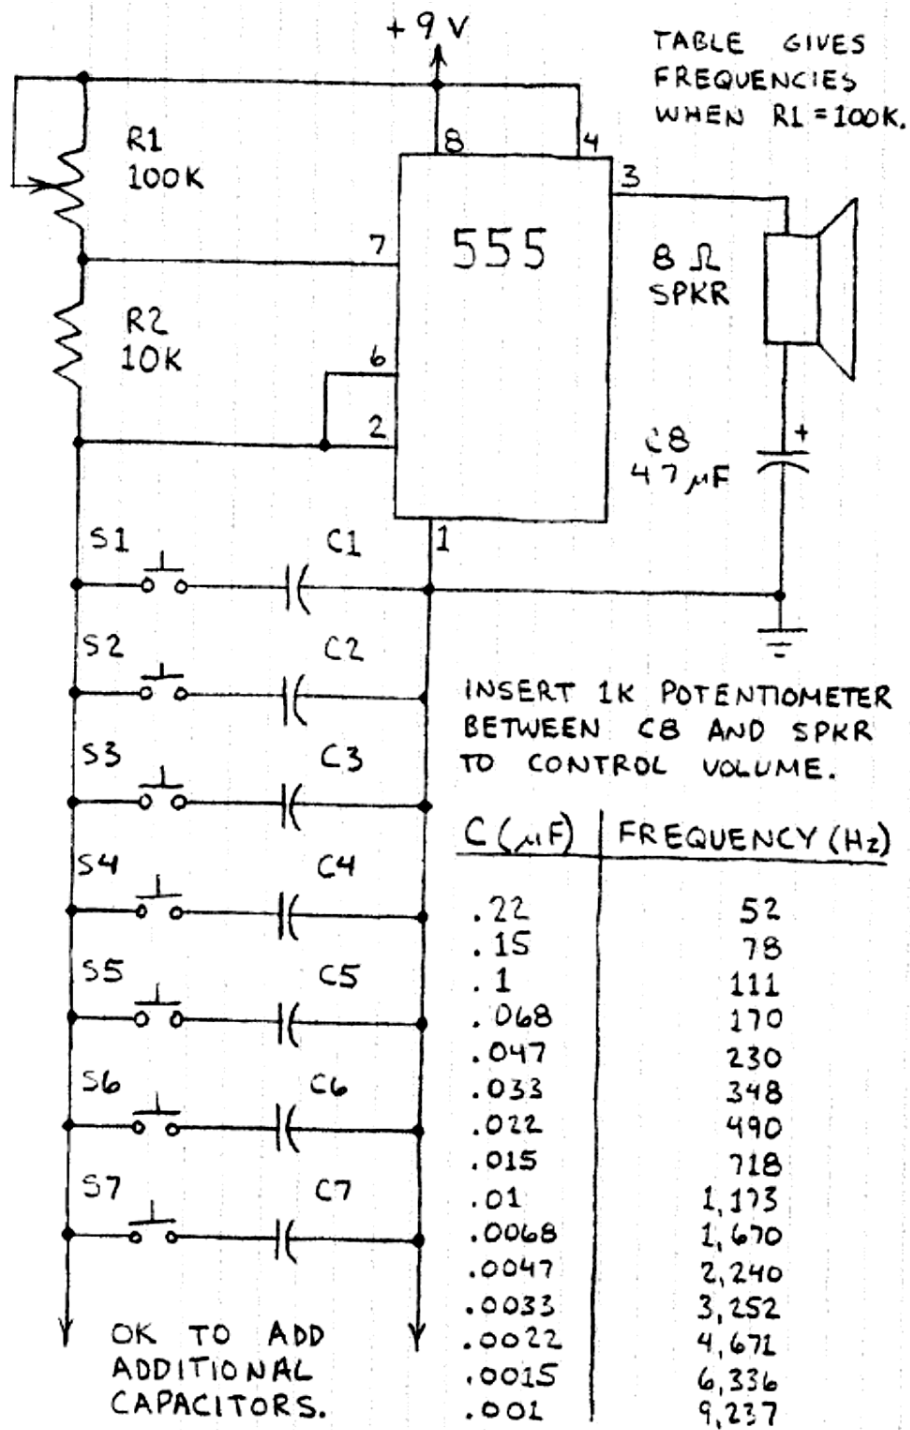 +9V
TABLE GIVES
FREQUENCIES
WHEN R1=100K.
R1
100K
8
4
3
7
555
8 Ω
SPKR
R2
10K
6
2
C8
47µF
+
1
S1
C1
S2
C2
S3
C3
S4
C4
S5
C5
S6
C6
S7
C7
INSERT 1K POTENTIOMETER
BETWEEN C8 AND SPKR
TO CONTROL VOLUME.
C (µF) FREQUENCY (Hz)
.22 52
.15 78
.1 111
.068 170
.047 230
.033 348
.022 490
.015 718
.01 1,173
.0068 1,670
.0047 2,240
.0033 3,252
.0022 4,671
.0015 6,336
.001 9,237
OK TO ADD
ADDITIONAL
CAPACITORS.